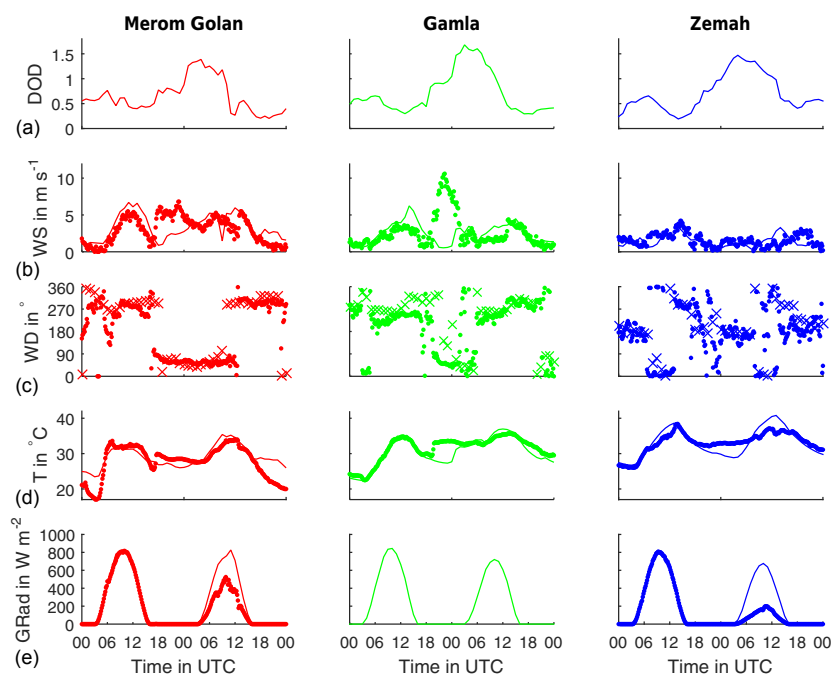 Merom Golan Gamla Zemah
1.5
1
0.5
0
DOD
(a)
10
5
0
WS in m s⁻¹
(b)
360
270
180
90
0
WD in °
(c)
40
30
20
T in °C
(d)
1000
800
600
400
200
0
GRad in W m⁻²
(e)
00 06 12 18 00 06 12 18 00 00 06 12 18 00 06 12 18 00 00 06 12 18 00 06 12 18 00
Time in UTC Time in UTC Time in UTC